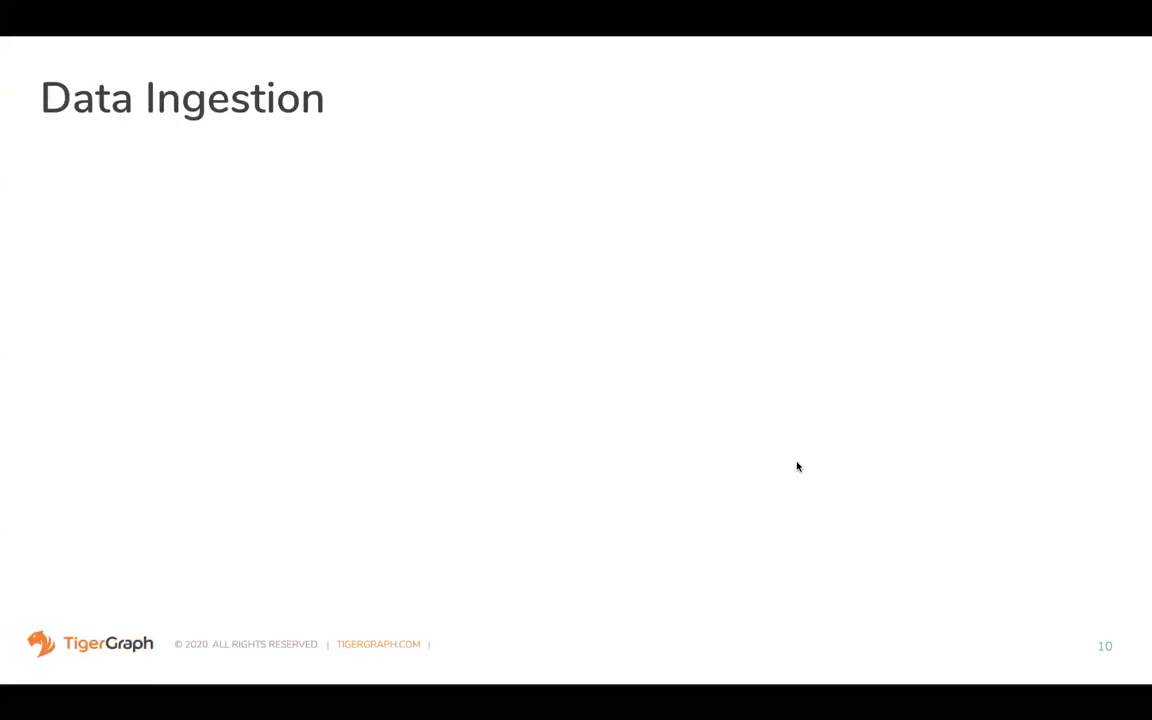 Data Ingestion
TigerGraph © 2020. ALL RIGHTS RESERVED. | TIGERGRAPH.COM | 10